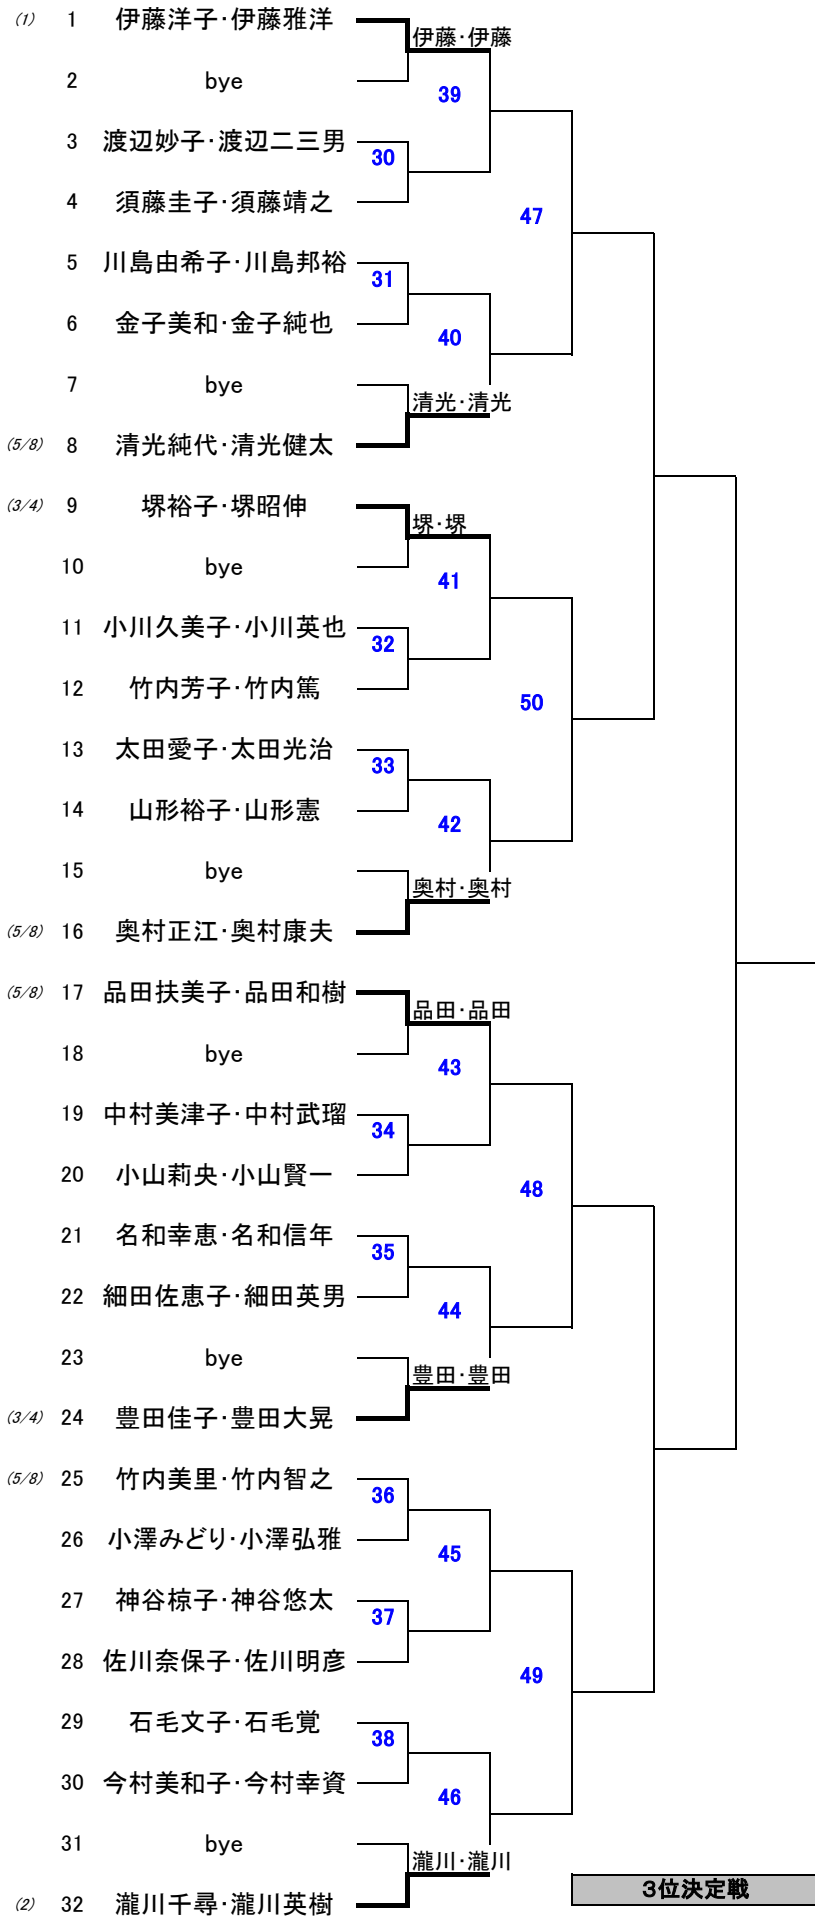 (1) 1 伊藤洋子・伊藤雅洋
伊藤・伊藤
2 bye
39
3 渡辺妙子・渡辺二三男
30
4 須藤圭子・須藤靖之
47
5 川島由希子・川島邦裕
31
6 金子美和・金子純也
40
7 bye
清光・清光
(5/8) 8 清光純代・清光健太
(3/4) 9 堺裕子・堺昭伸
堺・堺
10 bye
41
11 小川久美子・小川英也
32
12 竹内芳子・竹内篤
50
13 太田愛子・太田光治
33
14 山形裕子・山形憲
42
15 bye
奥村・奥村
(5/8) 16 奥村正江・奥村康夫
(5/8) 17 品田扶美子・品田和樹
品田・品田
18 bye
43
19 中村美津子・中村武瑠
34
20 小山莉央・小山賢一
48
21 名和幸恵・名和信年
35
22 細田佐恵子・細田英男
44
23 bye
豊田・豊田
(3/4) 24 豊田佳子・豊田大晃
(5/8) 25 竹内美里・竹内智之
36
26 小澤みどり・小澤弘雅
45
27 神谷椋子・神谷悠太
37
28 佐川奈保子・佐川明彦
49
29 石毛文子・石毛覚
38
30 今村美和子・今村幸資
46
31 bye
瀧川・瀧川
3位決定戦
(2) 32 瀧川千尋・瀧川英樹